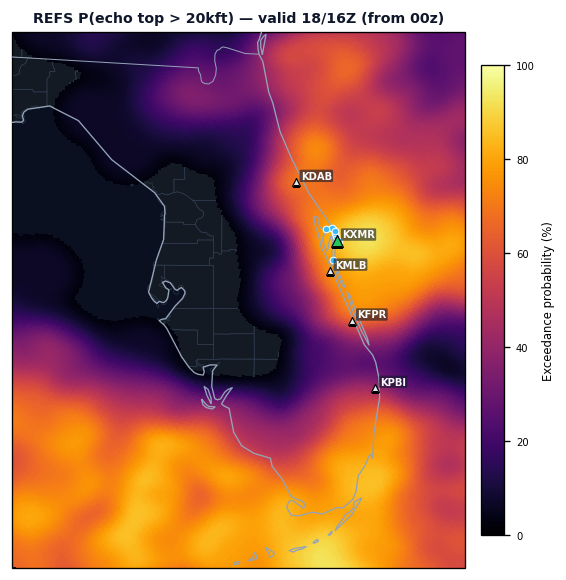 REFS P(echo top > 20kft) — valid 18/16Z (from 00z)
KDAB
KXMR
KMLB
KFPR
KPBI
100
80
60
40
20
0
Exceedance probability (%)